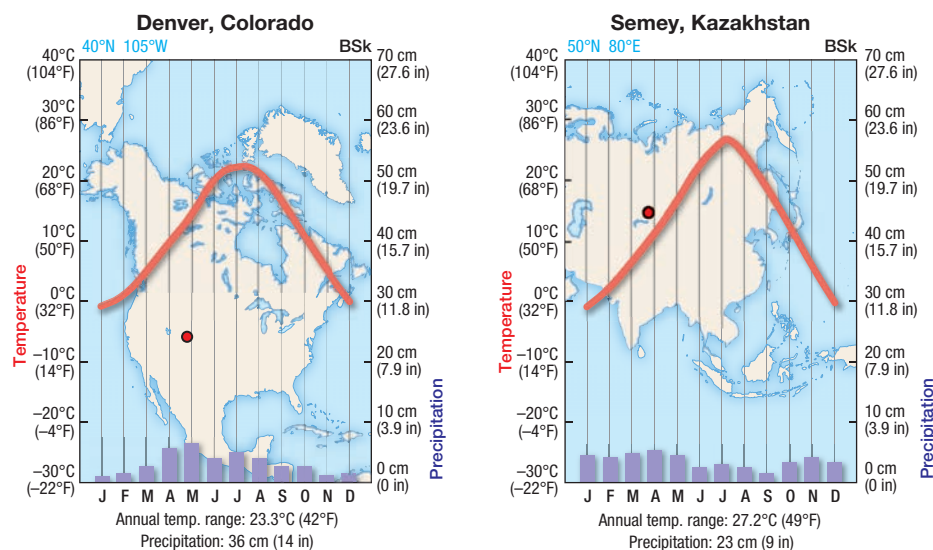 Denver, Colorado
40°N 105°W
BSk
40°C
(104°F)
30°C
(86°F)
20°C
(68°F)
10°C
(50°F)
0°C
(32°F)
–10°C
(14°F)
–20°C
(–4°F)
–30°C
(–22°F)
Temperature
70 cm
(27.6 in)
60 cm
(23.6 in)
50 cm
(19.7 in)
40 cm
(15.7 in)
30 cm
(11.8 in)
20 cm
(7.9 in)
10 cm
(3.9 in)
0 cm
(0 in)
Precipitation
J F M A M J J A S O N D
Annual temp. range: 23.3°C (42°F)
Precipitation: 36 cm (14 in)
Semey, Kazakhstan
50°N 80°E
BSk
40°C
(104°F)
30°C
(86°F)
20°C
(68°F)
10°C
(50°F)
0°C
(32°F)
–10°C
(14°F)
–20°C
(–4°F)
–30°C
(–22°F)
Temperature
70 cm
(27.6 in)
60 cm
(23.6 in)
50 cm
(19.7 in)
40 cm
(15.7 in)
30 cm
(11.8 in)
20 cm
(7.9 in)
10 cm
(3.9 in)
0 cm
(0 in)
Precipitation
J F M A M J J A S O N D
Annual temp. range: 27.2°C (49°F)
Precipitation: 23 cm (9 in)